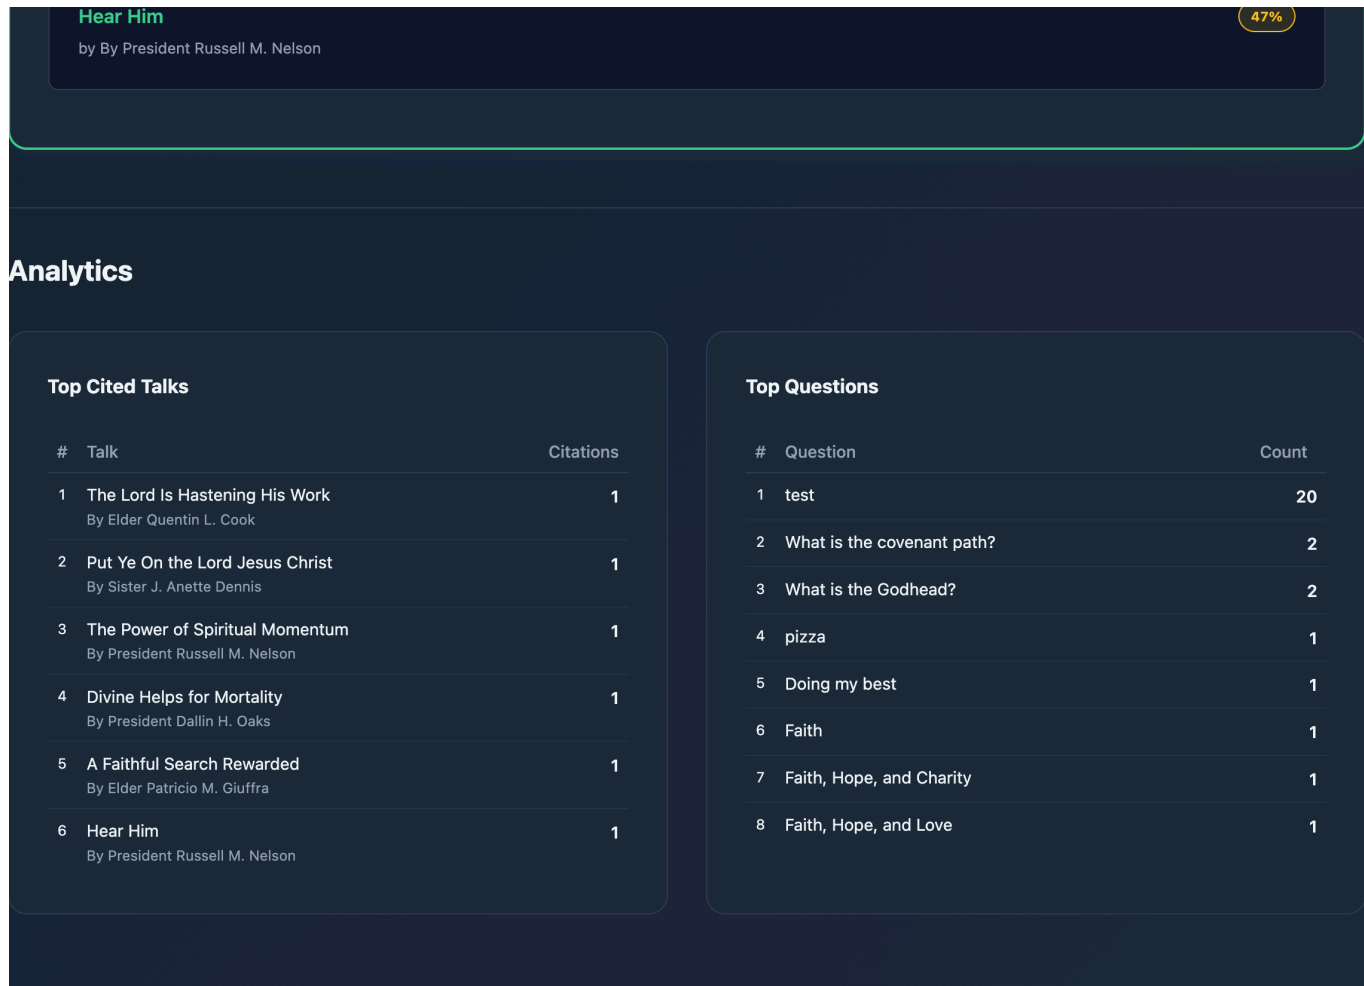 Hear Him
47%
by By President Russell M. Nelson
Analytics
Top Cited Talks
# Talk Citations
1 The Lord Is Hastening His Work 1
By Elder Quentin L. Cook
2 Put Ye On the Lord Jesus Christ 1
By Sister J. Anette Dennis
3 The Power of Spiritual Momentum 1
By President Russell M. Nelson
4 Divine Helps for Mortality 1
By President Dallin H. Oaks
5 A Faithful Search Rewarded 1
By Elder Patricio M. Giuffra
6 Hear Him 1
By President Russell M. Nelson
Top Questions
# Question Count
1 test 20
2 What is the covenant path? 2
3 What is the Godhead? 2
4 pizza 1
5 Doing my best 1
6 Faith 1
7 Faith, Hope, and Charity 1
8 Faith, Hope, and Love 1